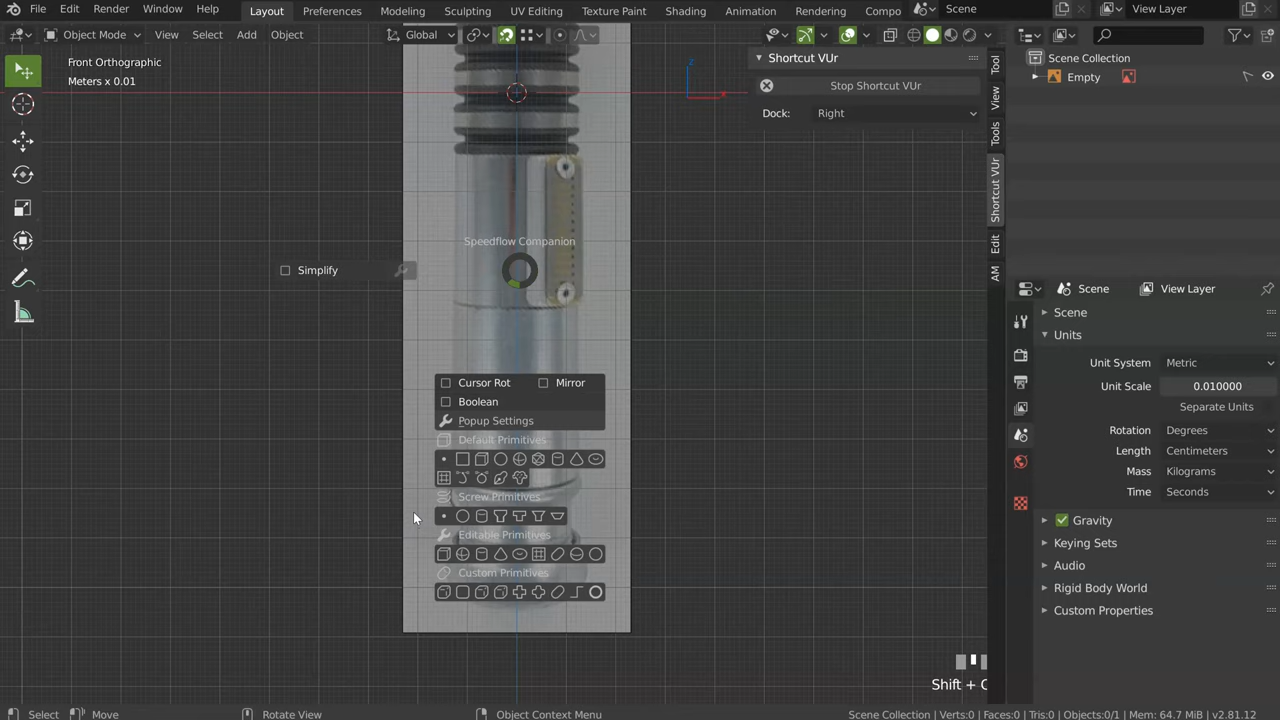 File Edit Render Window Help Layout Preferences Modeling Sculpting UV Editing Texture Paint Shading Animation Rendering Compo Scene View Layer
Object Mode View Select Add Object Global
Front Orthographic
Meters x 0.01
Shortcut VUr
Stop Shortcut VUr
Dock: Right
Tool
View
Tools
Shortcut VUr
Edit
AM
Scene Collection
Empty
Speedflow Companion
Simplify
Cursor Rot Mirror
Boolean
Popup Settings
Default Primitives
Screw Primitives
Editable Primitives
Custom Primitives
Scene View Layer
Scene
Units
Unit System Metric
Unit Scale 0.010000
Separate Units
Rotation Degrees
Length Centimeters
Mass Kilograms
Time Seconds
Gravity
Keying Sets
Audio
Rigid Body World
Custom Properties
z
x
Shift + C
Select Move Rotate View Object Context Menu Scene Collection | Verts:0 | Faces:0 | Tris:0 | Objects:0/1 | Mem: 64.7 MiB | v2.81.12